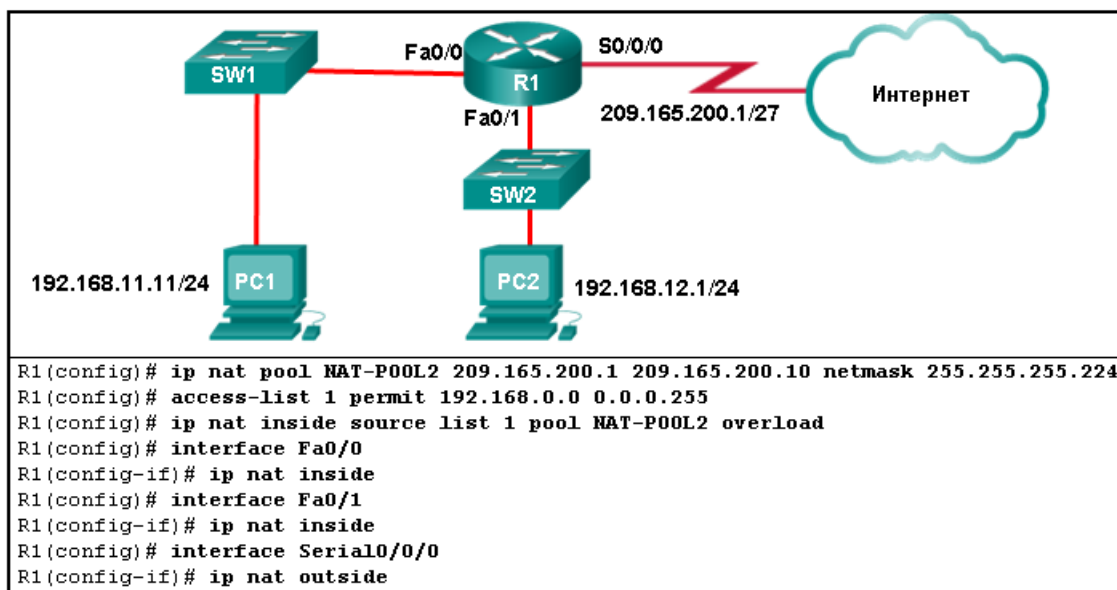 Fa0/0
S0/0/0
SW1
R1
Интернет
Fa0/1
209.165.200.1/27
SW2
192.168.11.11/24
PC1
PC2
192.168.12.1/24
R1(config)# ip nat pool NAT-POOL2 209.165.200.1 209.165.200.10 netmask 255.255.255.224
R1(config)# access-list 1 permit 192.168.0.0 0.0.0.255
R1(config)# ip nat inside source list 1 pool NAT-POOL2 overload
R1(config)# interface Fa0/0
R1(config-if)# ip nat inside
R1(config)# interface Fa0/1
R1(config-if)# ip nat inside
R1(config)# interface Serial0/0/0
R1(config-if)# ip nat outside